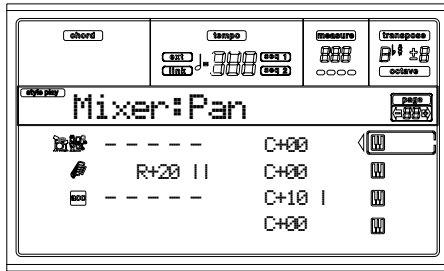 chord tempo measure transpose
ext seq 1
link seq 2
octave
style play
Mixer:Pan page
- - - - - C+00
R+20 || C+00
ACC - - - - - C+10 |
C+00